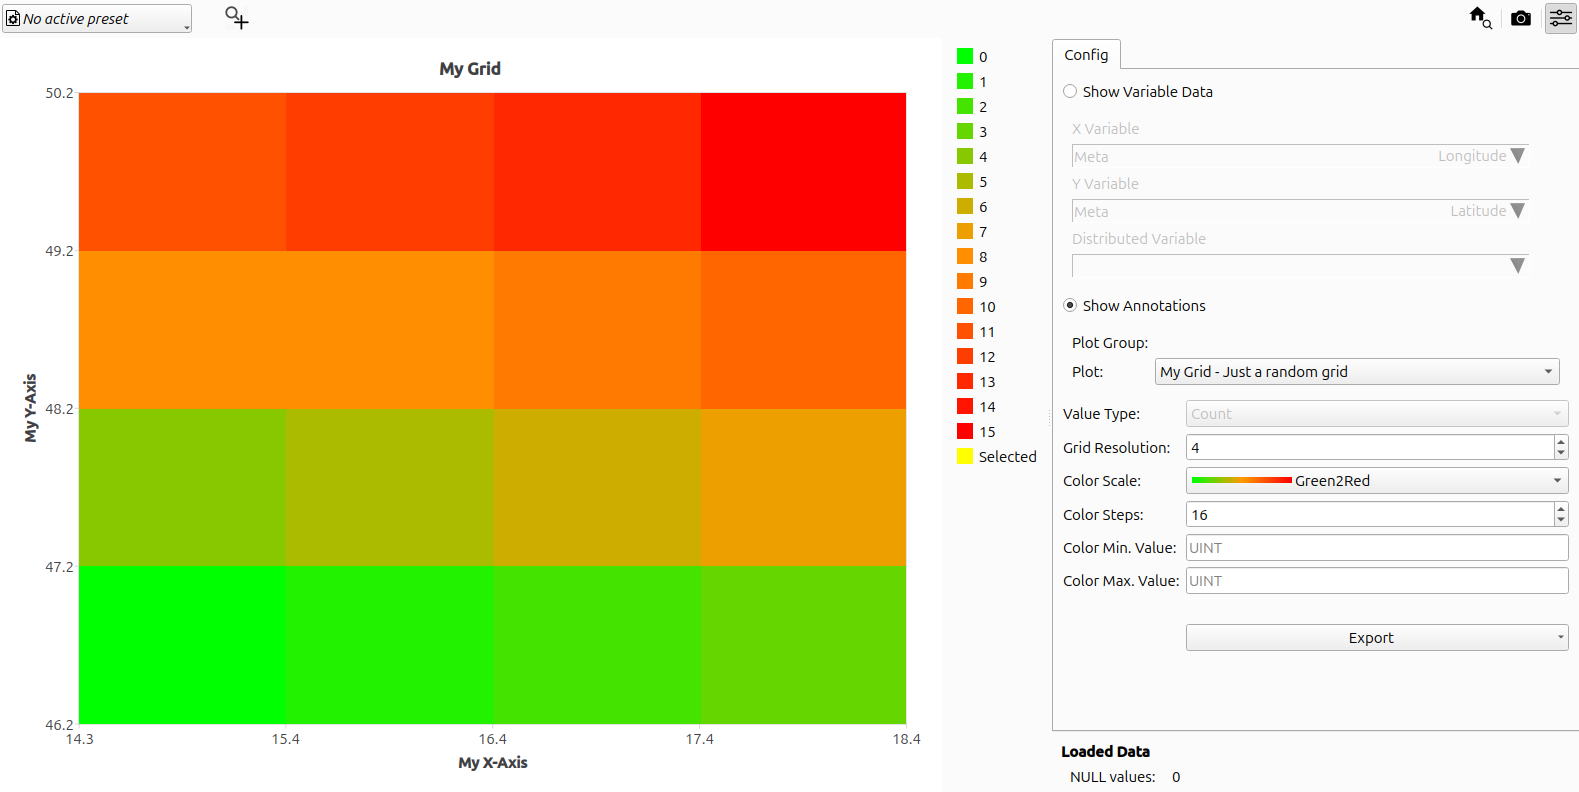 No active preset
My Grid
50.2
49.2
48.2
47.2
46.2
My Y-Axis
14.3 15.4 16.4 17.4 18.4
My X-Axis
0
1
2
3
4
5
6
7
8
9
10
11
12
13
14
15
Selected
Config
Show Variable Data
X Variable
Meta Longitude
Y Variable
Meta Latitude
Distributed Variable
Show Annotations
Plot Group:
Plot: My Grid - Just a random grid
Value Type: Count
Grid Resolution: 4
Color Scale: Green2Red
Color Steps: 16
Color Min. Value: UINT
Color Max. Value: UINT
Export
Loaded Data
NULL values: 0